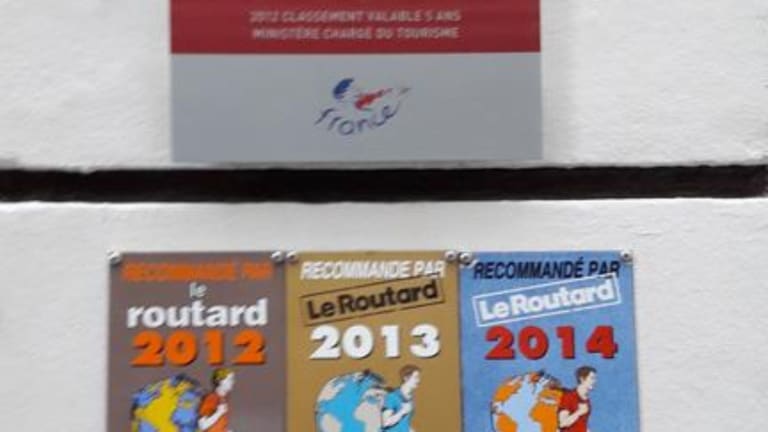 2012 CLASSEMENT VALABLE 5 ANS
MINISTÈRE CHARGÉ DU TOURISME
France
RECOMMANDÉ PAR
le
routard
2012
RECOMMANDE PAR
Le Routard
2013
RECOMMANDÉ PAR
Le Routard
2014